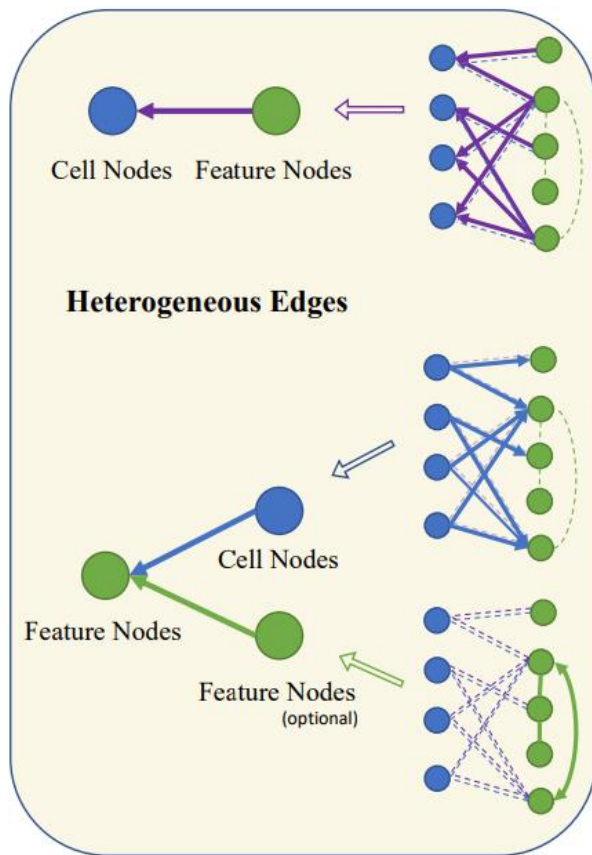 Cell Nodes Feature Nodes
Heterogeneous Edges
Cell Nodes
Feature Nodes
Feature Nodes
(optional)